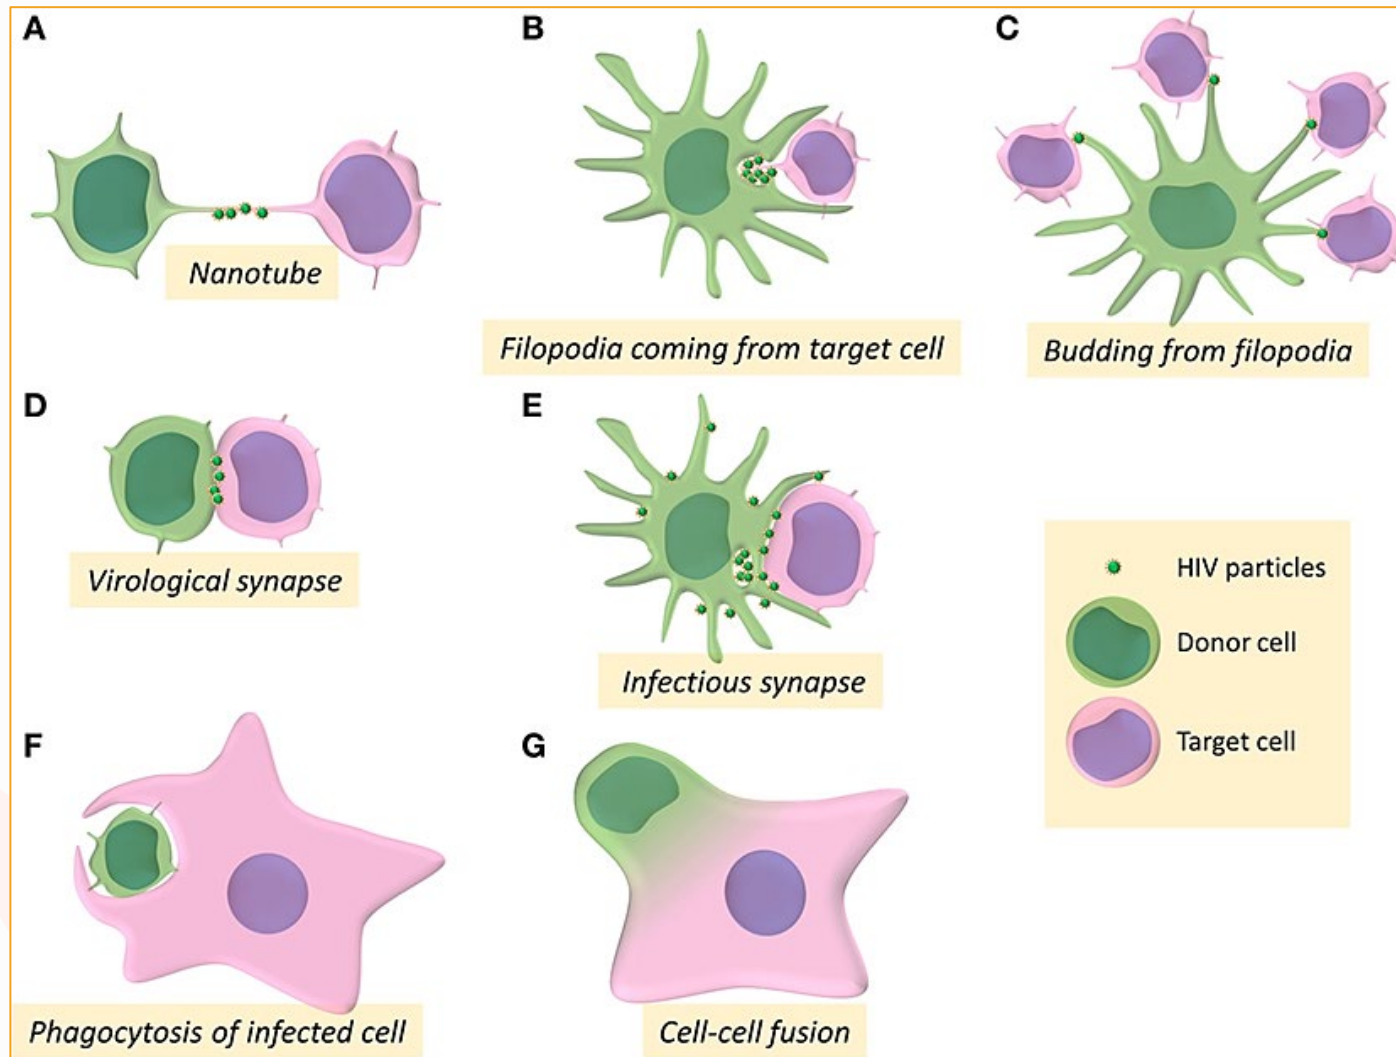 A
B
C
Nanotube
Filopodia coming from target cell
Budding from filopodia
D
E
Virological synapse
Infectious synapse
HIV particles
Donor cell
Target cell
F
G
Phagocytosis of infected cell
Cell-cell fusion